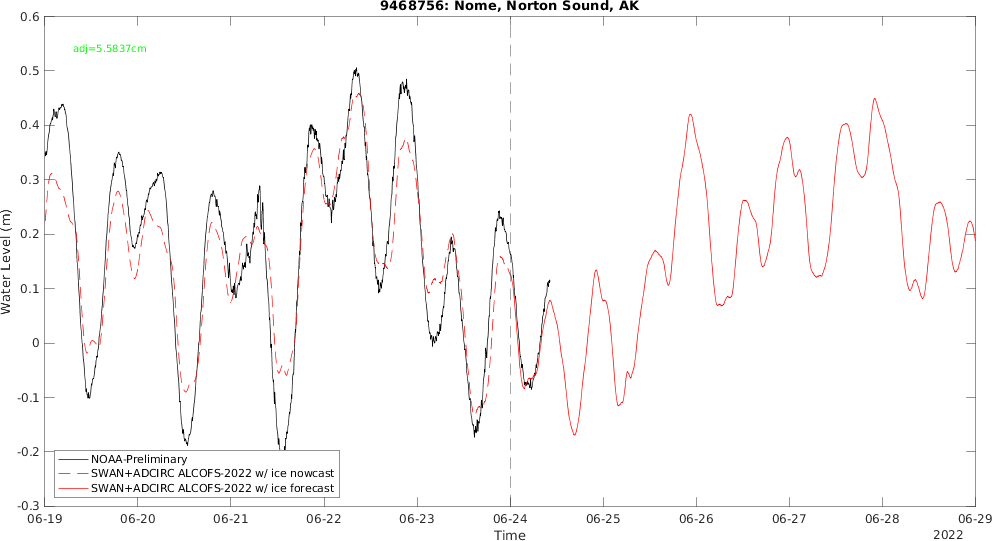 9468756: Nome, Norton Sound, AK
adj=5.5837cm
Water Level (m)
0.6
0.5
0.4
0.3
0.2
0.1
0
-0.1
-0.2
-0.3
NOAA-Preliminary
SWAN+ADCIRC ALCOFS-2022 w/ ice nowcast
SWAN+ADCIRC ALCOFS-2022 w/ ice forecast
06-19 06-20 06-21 06-22 06-23 06-24 06-25 06-26 06-27 06-28 06-29
Time
2022